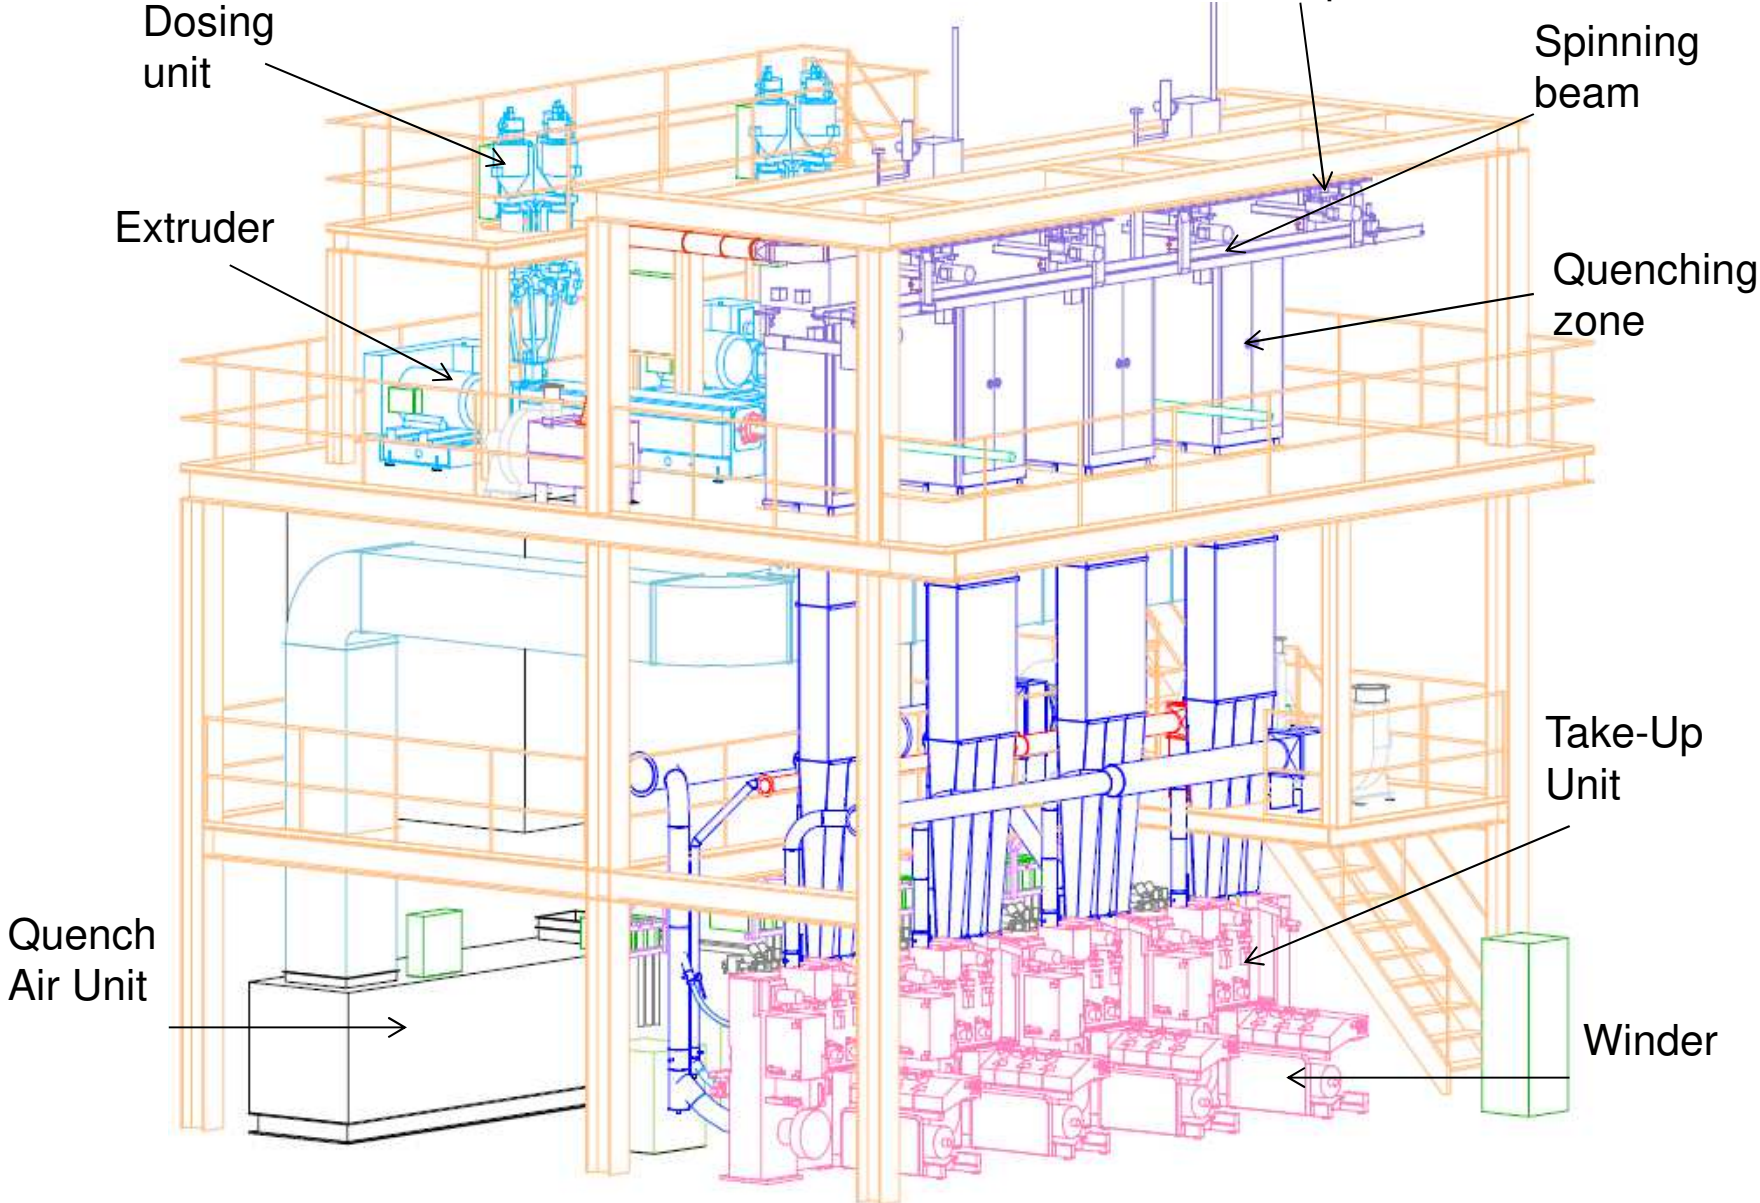 Dosing
unit
Spinning
beam
Extruder
Quenching
zone
Take-Up
Unit
Quench
Air Unit
Winder